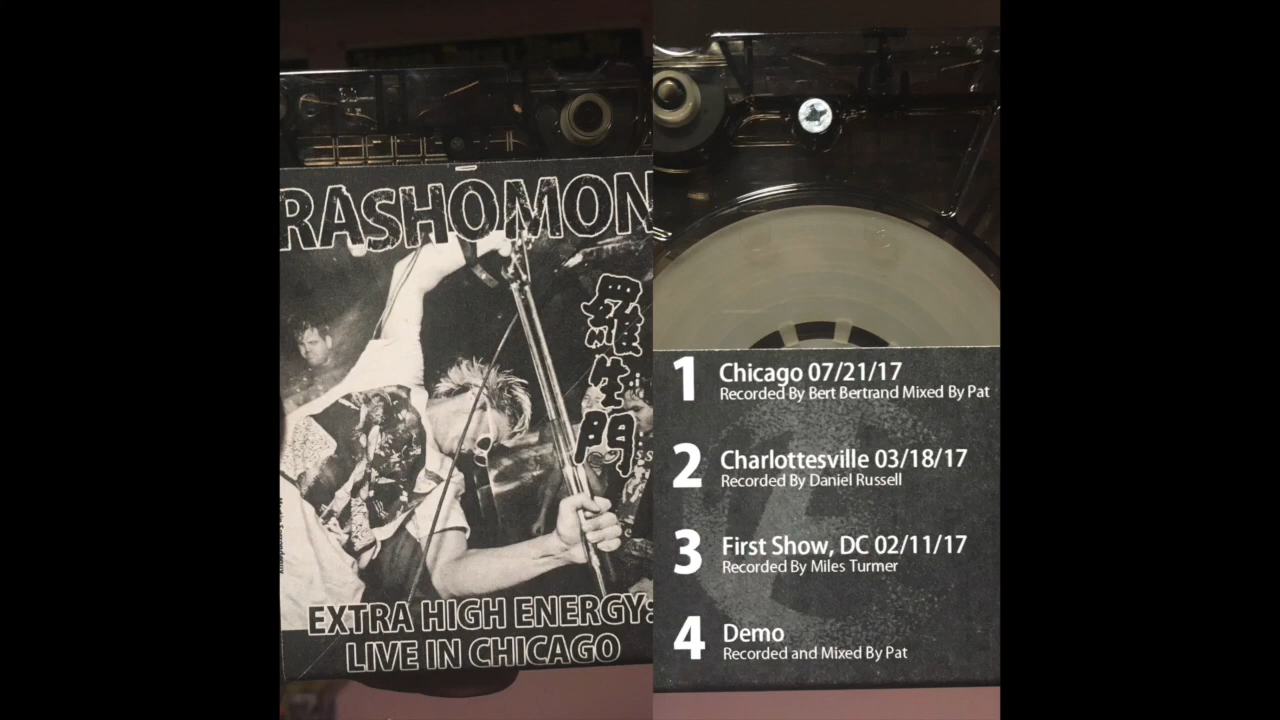 RASHOMON
羅生門
EXTRA HIGH ENERGY:
LIVE IN CHICAGO
1 Chicago 07/21/17
Recorded By Bert Bertrand Mixed By Pat
2 Charlottesville 03/18/17
Recorded By Daniel Russell
3 First Show, DC 02/11/17
Recorded By Miles Turmer
4 Demo
Recorded and Mixed By Pat